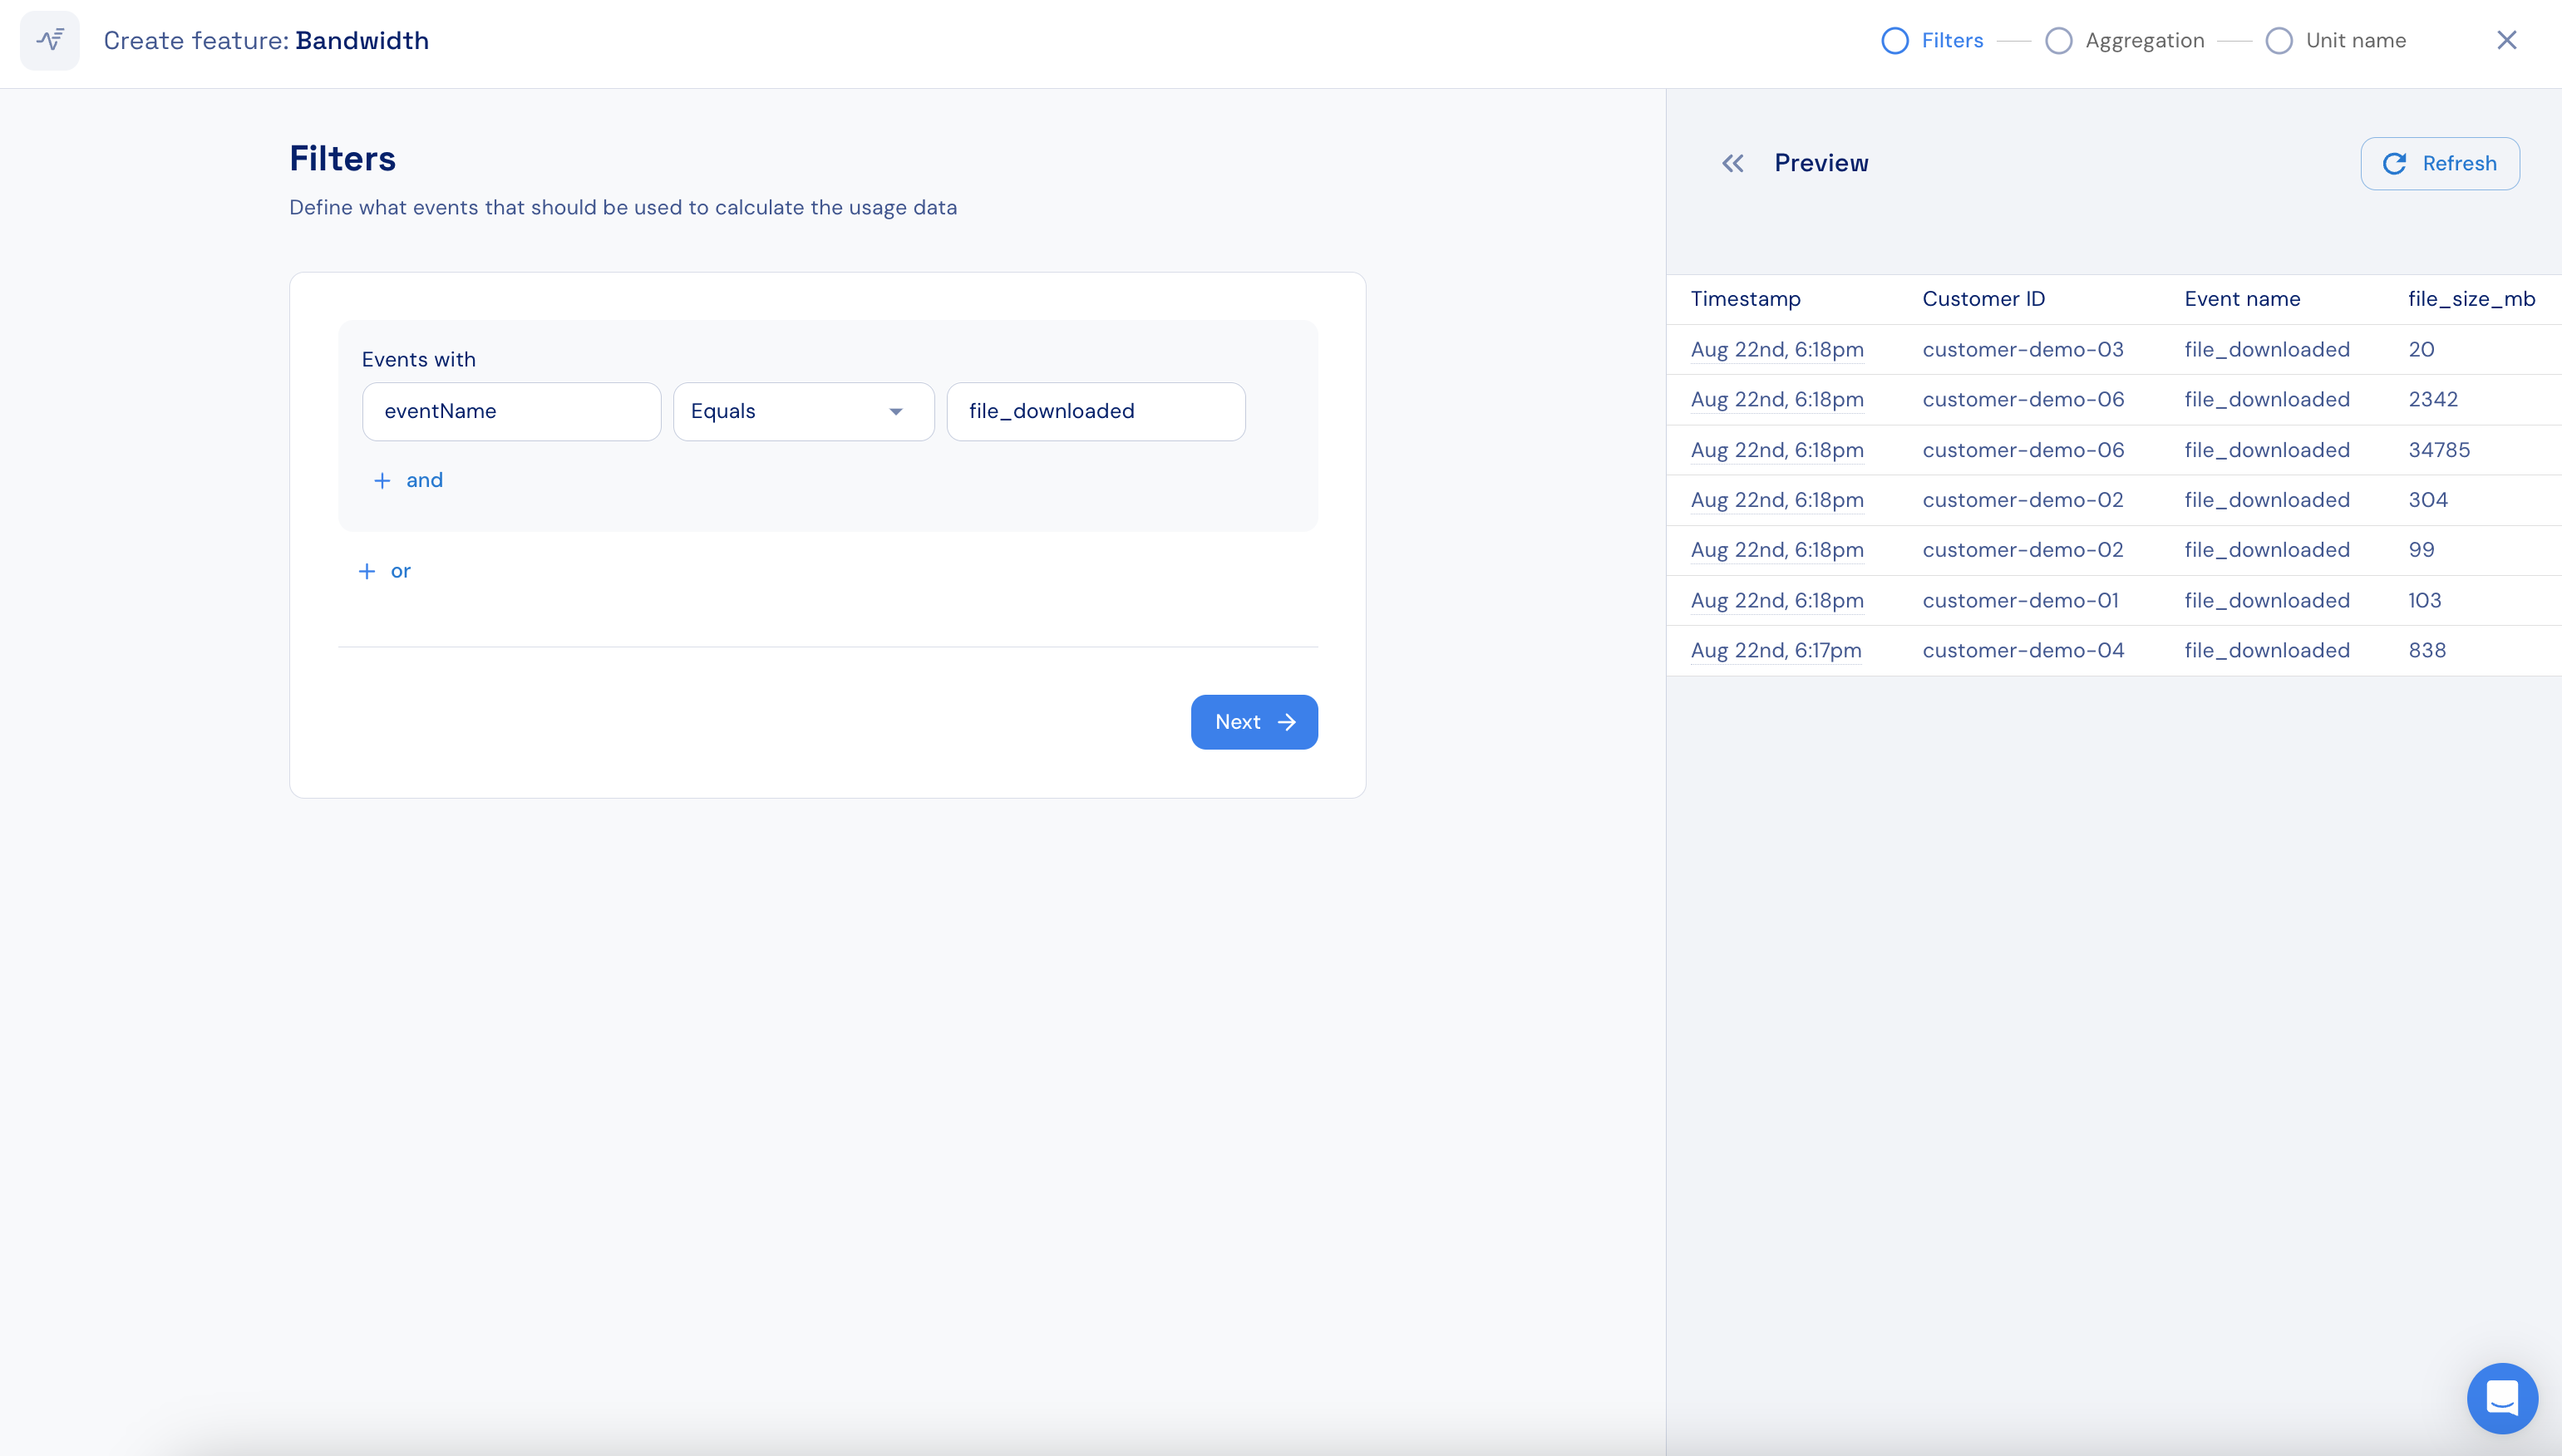 Create feature: Bandwidth
Filters
Aggregation
Unit name
Filters
Define what events that should be used to calculate the usage data
Events with
eventName
Equals
file_downloaded
+ and
+ or
Next
Preview
Refresh
Timestamp Customer ID Event name file_size_mb
Aug 22nd, 6:18pm customer-demo-03 file_downloaded 20
Aug 22nd, 6:18pm customer-demo-06 file_downloaded 2342
Aug 22nd, 6:18pm customer-demo-06 file_downloaded 34785
Aug 22nd, 6:18pm customer-demo-02 file_downloaded 304
Aug 22nd, 6:18pm customer-demo-02 file_downloaded 99
Aug 22nd, 6:18pm customer-demo-01 file_downloaded 103
Aug 22nd, 6:17pm customer-demo-04 file_downloaded 838